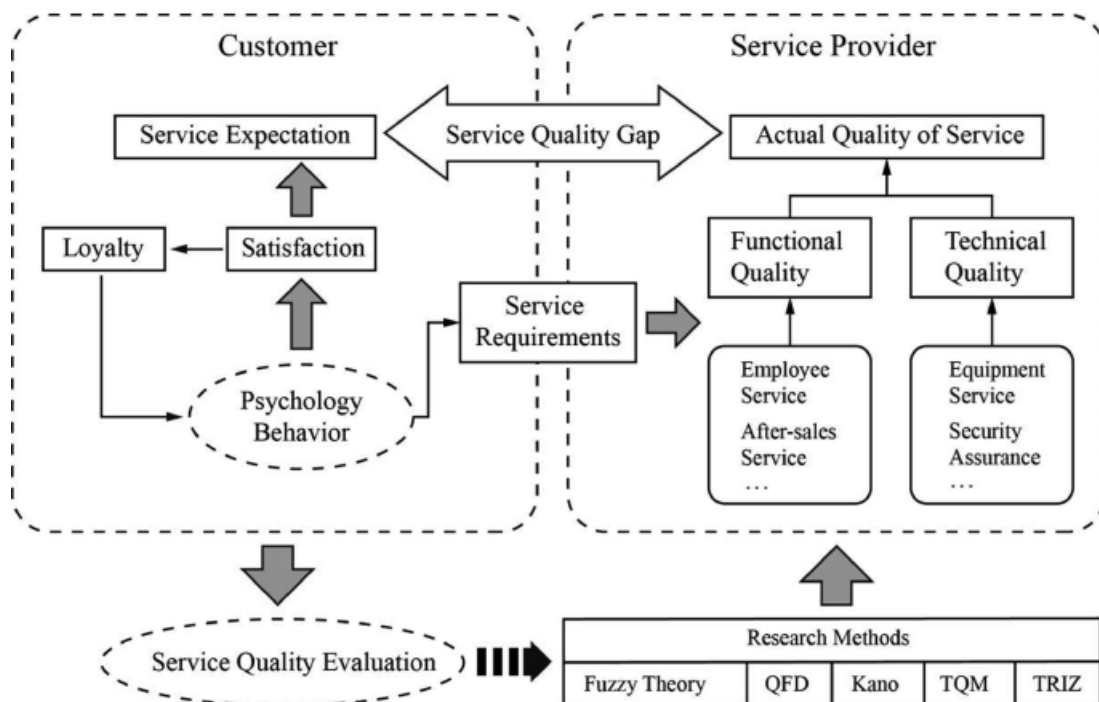 Customer
Service Provider
Service Expectation
Service Quality Gap
Actual Quality of Service
Loyalty
Satisfaction
Functional
Quality
Technical
Quality
Service
Requirements
Psychology
Behavior
Employee
Service
After-sales
Service
...
Equipment
Service
Security
Assurance
...
Service Quality Evaluation
Research Methods
Fuzzy Theory
QFD
Kano
TQM
TRIZ